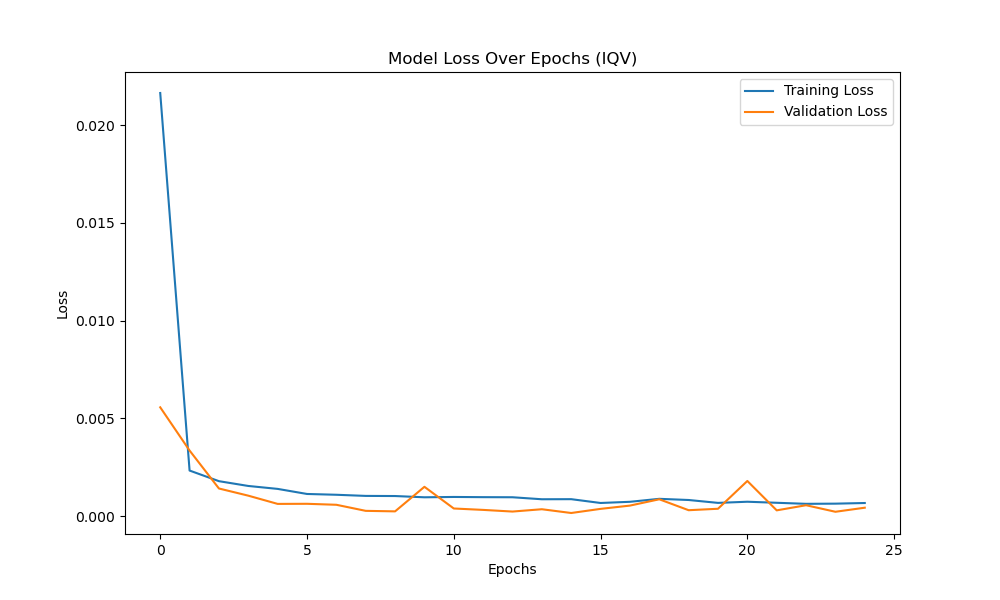 Model Loss Over Epochs (IQV)
Training Loss
Validation Loss
0.020
0.015
0.010
0.005
0.000
Loss
0 5 10 15 20 25
Epochs